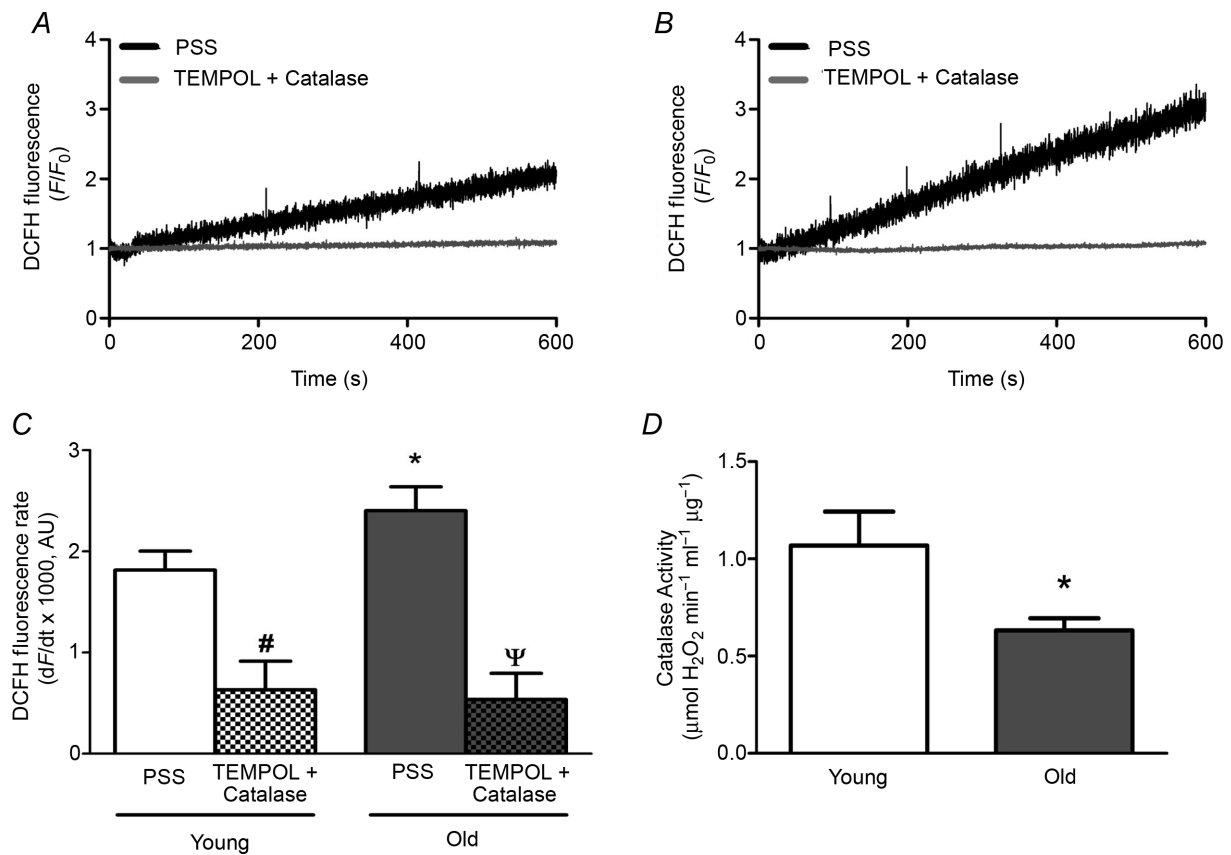 A
4
3
2
1
0
DCFH fluorescence
(F/F₀)
PSS
TEMPOL + Catalase
0
200
400
600
Time (s)
B
4
3
2
1
0
DCFH fluorescence
(F/F₀)
PSS
TEMPOL + Catalase
0
200
400
600
Time (s)
C
3
2
1
0
DCFH fluorescence rate
(dF/dt x 1000, AU)
#
*
Ψ
PSS
TEMPOL +
Catalase
PSS
TEMPOL +
Catalase
Young
Old
D
1.5
1.0
0.5
0.0
Catalase Activity
(μmol H₂O₂ min⁻¹ ml⁻¹ μg⁻¹)
*
Young
Old